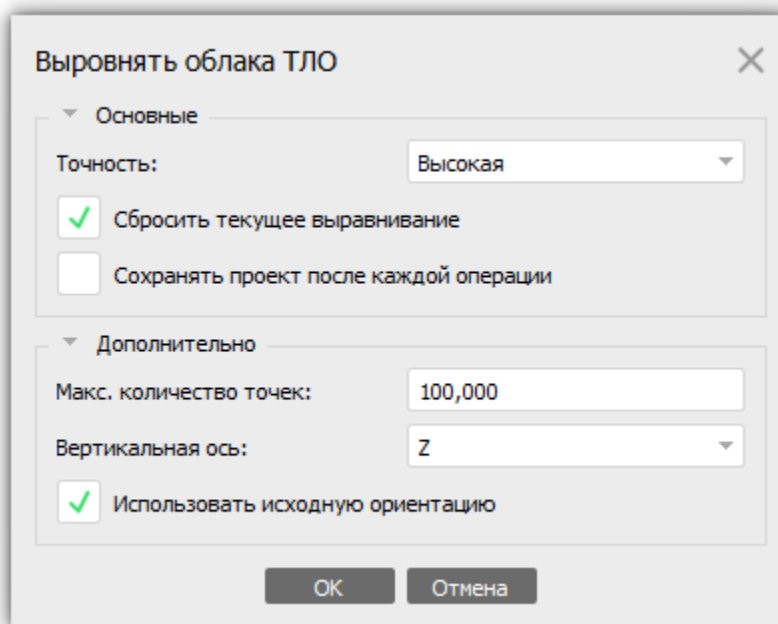 Выровнять облака ТЛО
Основные
Точность: Высокая
Сбросить текущее выравнивание
Сохранять проект после каждой операции
Дополнительно
Макс. количество точек: 100,000
Вертикальная ось: Z
Использовать исходную ориентацию
ОК Отмена